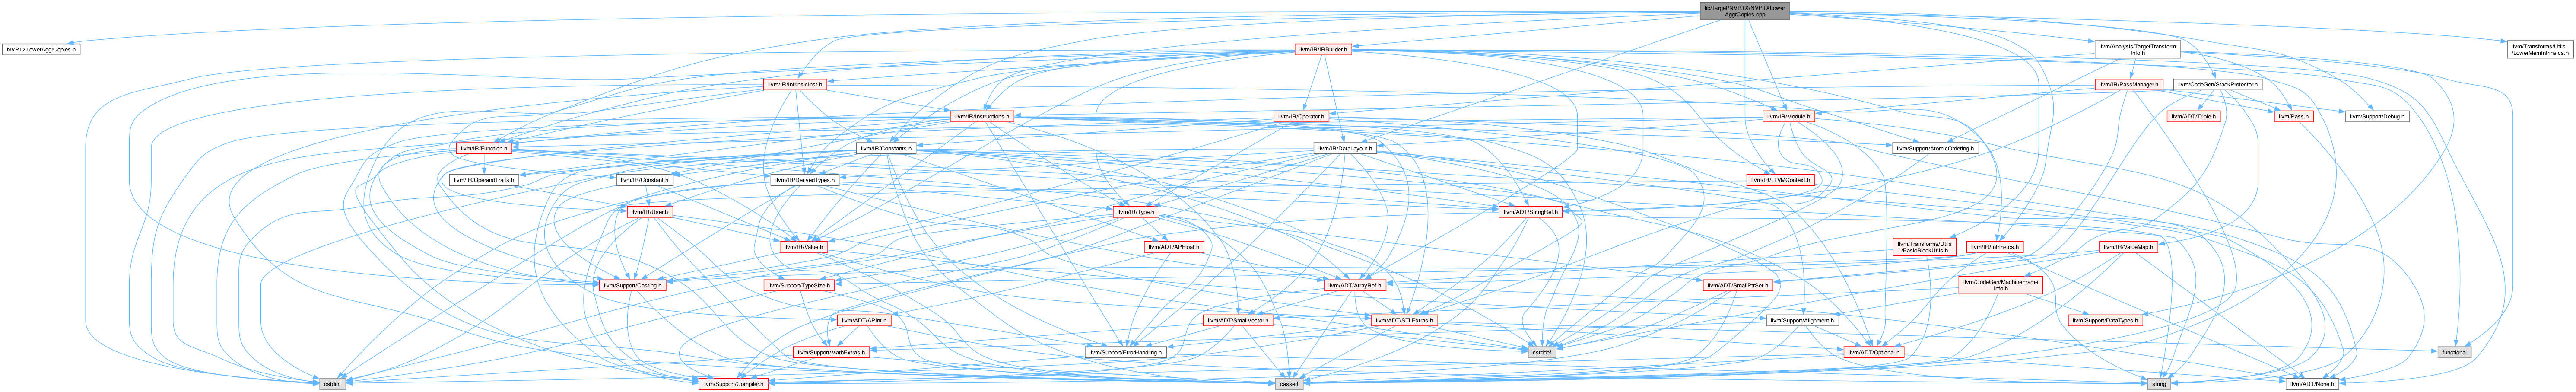 lib/Target/NVPTX/NVPTXLower
AggrCopies.cpp
NVPTXLowerAggrCopies.h
llvm/IR/IRBuilder.h
llvm/Analysis/TargetTransform
Info.h
llvm/Transforms/Utils
/LowerMemIntrinsics.h
llvm/IR/IntrinsicInst.h
llvm/IR/PassManager.h
llvm/CodeGen/StackProtector.h
llvm/IR/Instructions.h
llvm/IR/Operator.h
llvm/IR/Module.h
llvm/ADT/Triple.h
llvm/Pass.h
llvm/Support/Debug.h
llvm/IR/Function.h
llvm/IR/Constants.h
llvm/IR/DataLayout.h
llvm/Support/AtomicOrdering.h
llvm/IR/OperandTraits.h
llvm/IR/Constant.h
llvm/IR/DerivedTypes.h
llvm/IR/LLVMContext.h
llvm/IR/User.h
llvm/IR/Type.h
llvm/ADT/StringRef.h
llvm/IR/Value.h
llvm/ADT/APFloat.h
llvm/Transforms/Utils
/BasicBlockUtils.h
llvm/IR/Intrinsics.h
llvm/IR/ValueMap.h
llvm/Support/Casting.h
llvm/Support/TypeSize.h
llvm/ADT/ArrayRef.h
llvm/ADT/SmallPtrSet.h
llvm/CodeGen/MachineFrame
Info.h
llvm/ADT/APInt.h
llvm/ADT/SmallVector.h
llvm/ADT/STLExtras.h
llvm/Support/Alignment.h
llvm/Support/DataTypes.h
llvm/Support/MathExtras.h
llvm/Support/ErrorHandling.h
cstddef
llvm/ADT/Optional.h
functional
cstdint
llvm/Support/Compiler.h
cassert
string
llvm/ADT/None.h